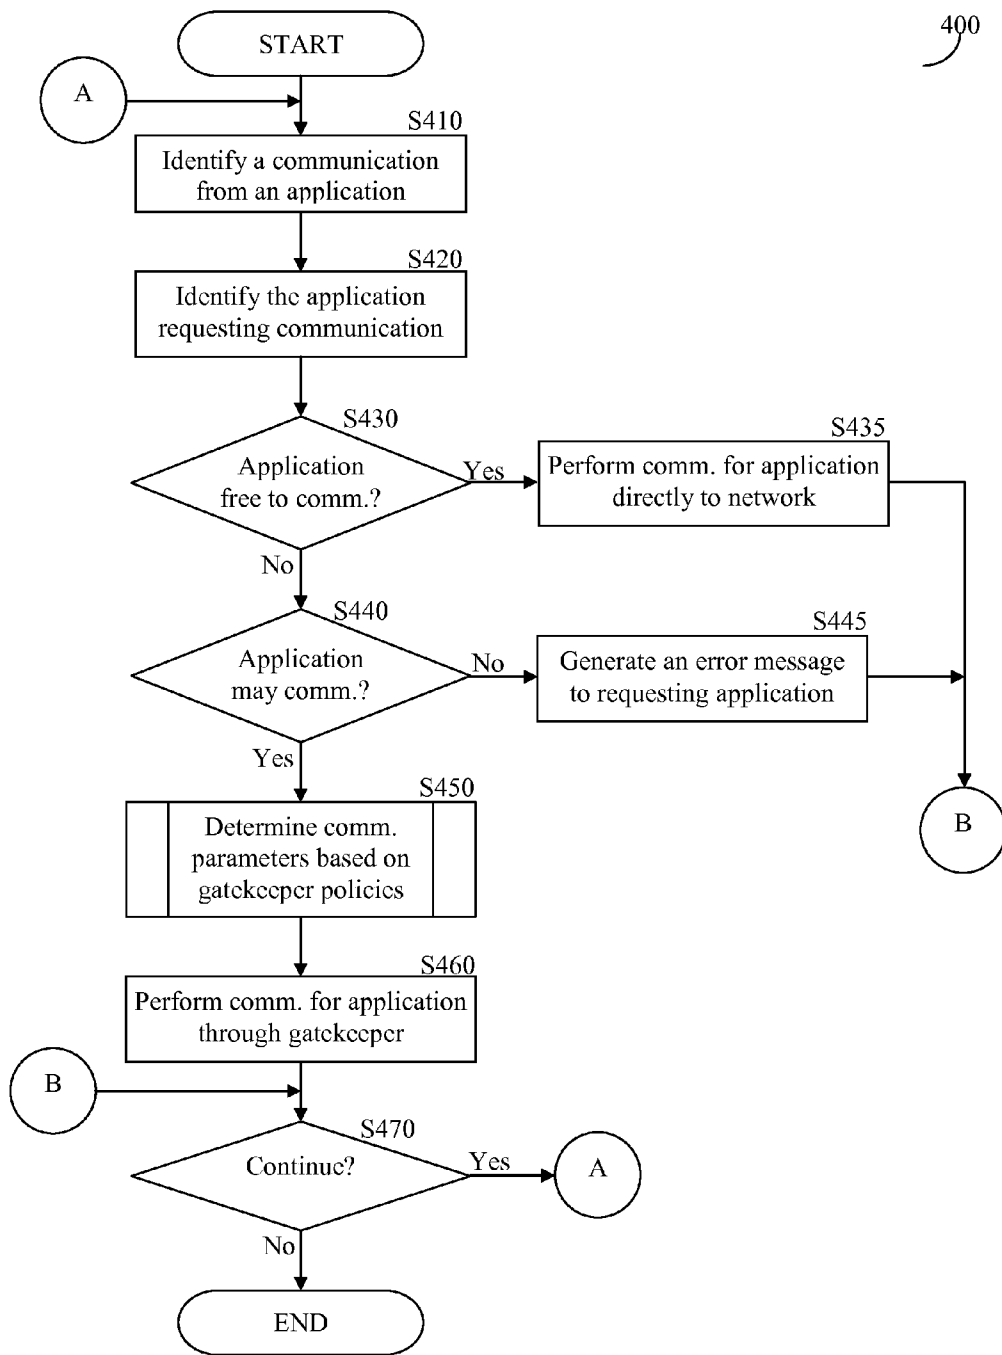 START
400
A
S410
Identify a communication
from an application
S420
Identify the application
requesting communication
S430
Application
free to comm.?
Yes
S435
Perform comm. for application
directly to network
No
S440
Application
may comm.?
No
S445
Generate an error message
to requesting application
Yes
B
S450
Determine comm.
parameters based on
gatekeeper policies
S460
Perform comm. for application
through gatekeeper
B
S470
Continue?
Yes
A
No
END